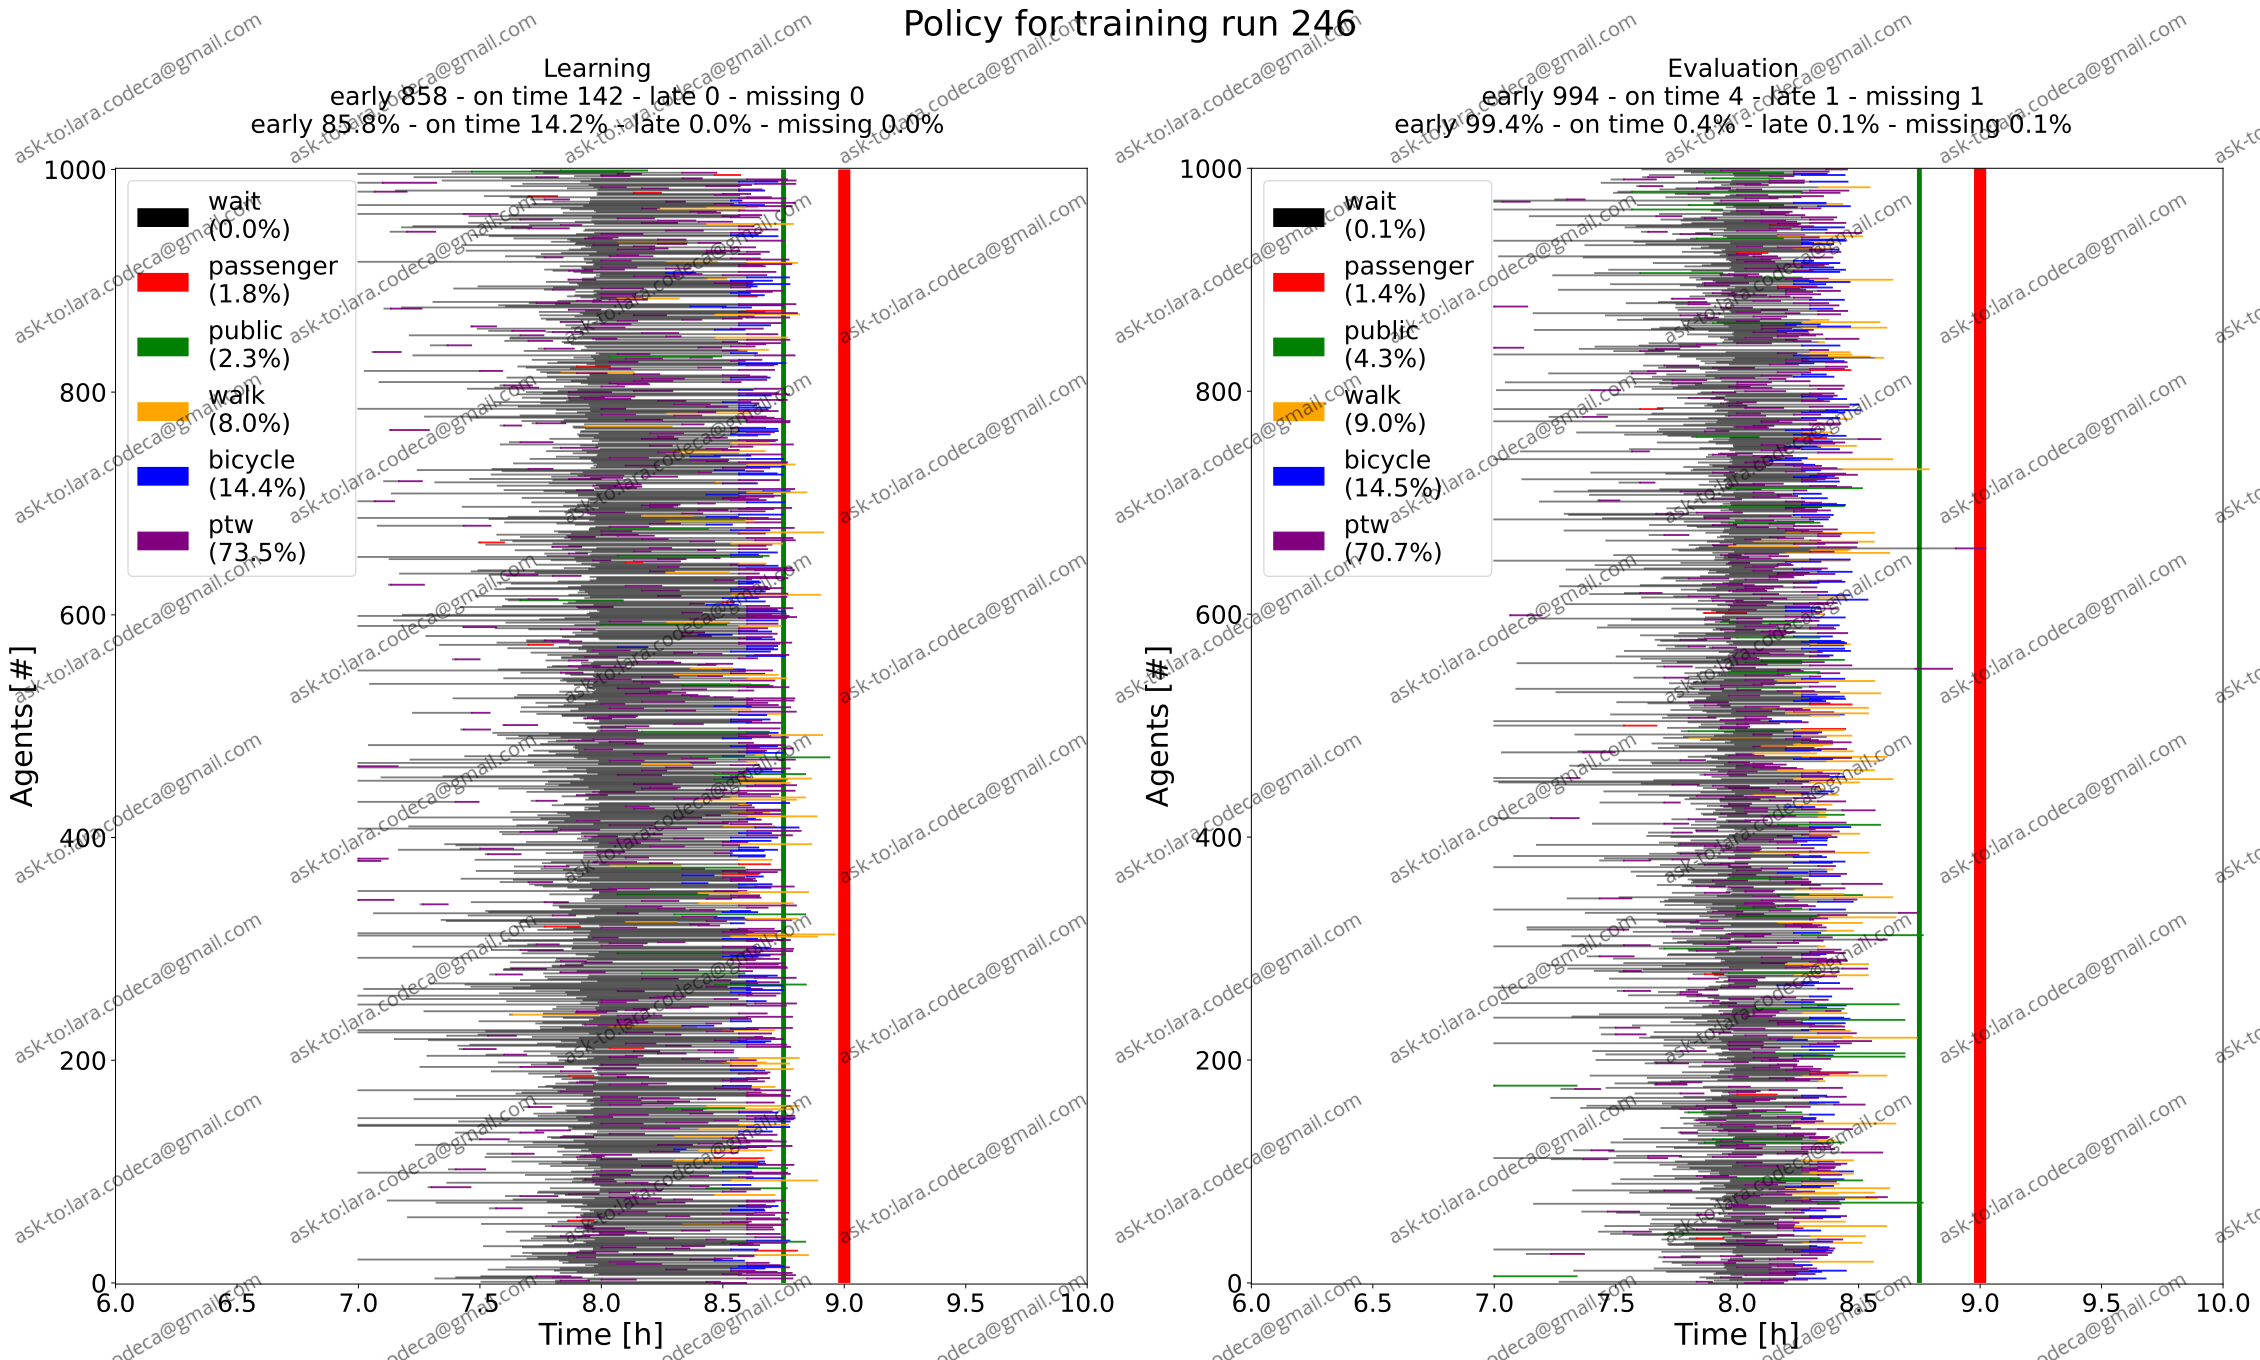 Policy for training run 246
Learning
early 858 - on time 142 - late 0 - missing 0
early 85.8% - on time 14.2% - late 0.0% - missing 0.0%
1000
800
600
400
200
0
Agents [#]
wait
(0.0%)
passenger
(1.8%)
public
(2.3%)
walk
(8.0%)
bicycle
(14.4%)
ptw
(73.5%)
6.0 6.5 7.0 7.5 8.0 8.5 9.0 9.5 10.0
Time [h]
Evaluation
early 994 - on time 4 - late 1 - missing 1
early 99.4% - on time 0.4% - late 0.1% - missing 0.1%
1000
800
600
400
200
0
Agents [#]
wait
(0.1%)
passenger
(1.4%)
public
(4.3%)
walk
(9.0%)
bicycle
(14.5%)
ptw
(70.7%)
6.0 6.5 7.0 7.5 8.0 8.5 9.0 9.5 10.0
Time [h]
ask-to:lara.codeca@gmail.com